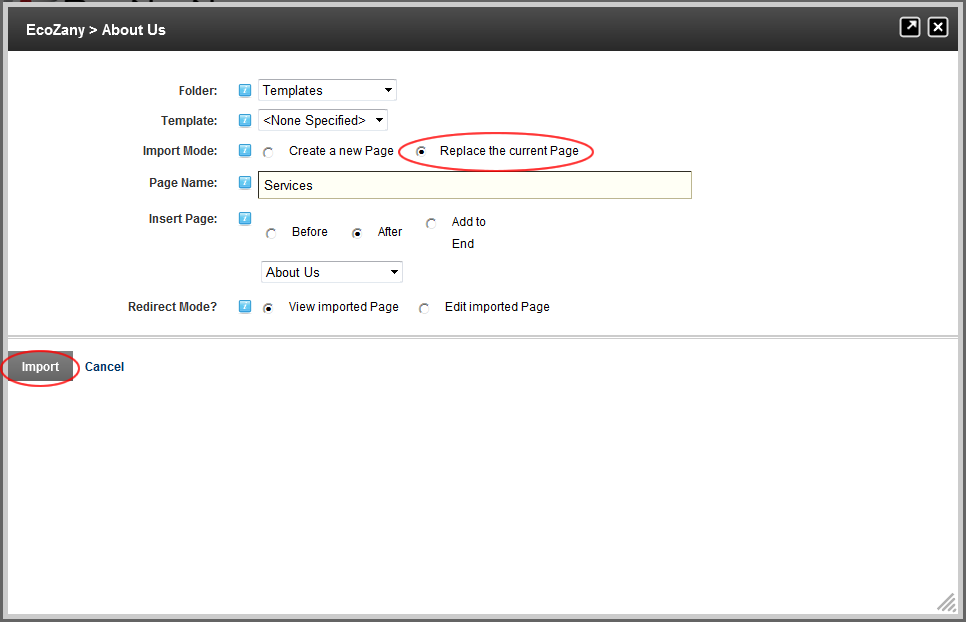 EcoZany > About Us
Folder: Templates
Template: <None Specified>
Import Mode: Create a new Page Replace the current Page
Page Name: Services
Insert Page: Before After Add to
End
About Us
Redirect Mode? View imported Page Edit imported Page
Import Cancel